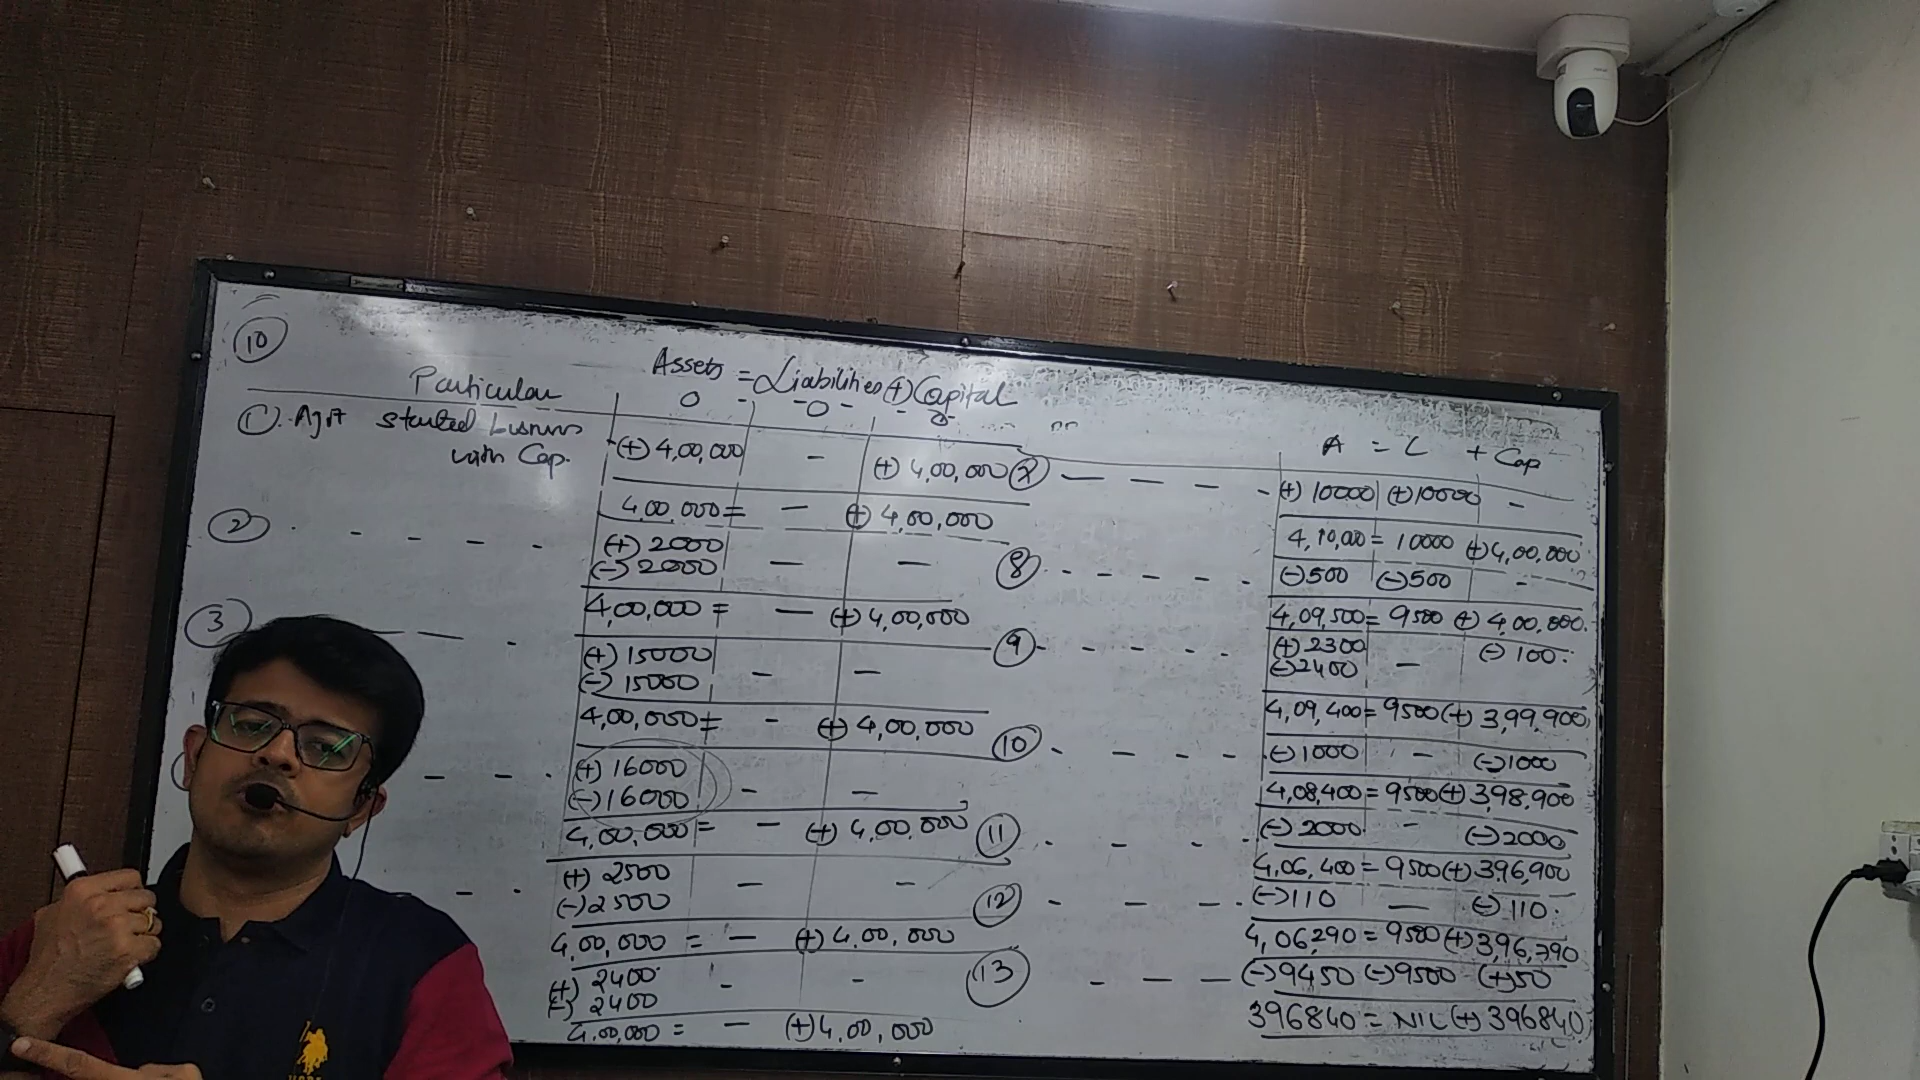 10
Assets = Liabilities (+) Capital
Particular
0 - 0 - - 0
① started business (+) 4,00,000 - (+) 4,00,000
with Cap.
4,00,000 = - (+) 4,00,000
② - - - - (+) 2000
(-) 2000 - -
4,00,000 = - (+) 4,00,000
③ - - - (+) 15000
(-) 15000 - -
4,00,000 = - (+) 4,00,000
- - - (+) 16000
(-) 16000 - -
4,00,000 = - (+) 4,00,000
- - (+) 2500
(-) 2500 - -
4,00,000 = - (+) 4,00,000
(+) 2400
(-) 2400 - -
4,00,000 = - (+) 4,00,000
A = L + Cap
⑦ - - - - - (+) 10000 (+) 10000 -
4,10,000 = 10000 (+) 4,00,000
⑧ - - - - - - (-) 500 (-) 500 -
4,09,500 = 9500 (+) 4,00,000.
⑨ - - - - - - (+) 2300 (-) 100.
(-) 2400 -
4,09,400 = 9500 (+) 3,99,900
⑩ - - - - (-) 1000 - (-) 1000
4,08,400 = 9500 (+) 3,98,900
⑪ - - - - (-) 2000 - (-) 2000
4,06,400 = 9500 (+) 396,900
⑫ - - - - (-) 110 - (-) 110.
4,06,290 = 9500 (+) 3,96,790
⑬ - - - (-) 9450 (-) 9500 (+) 50
396840 = NIL (+) 396840